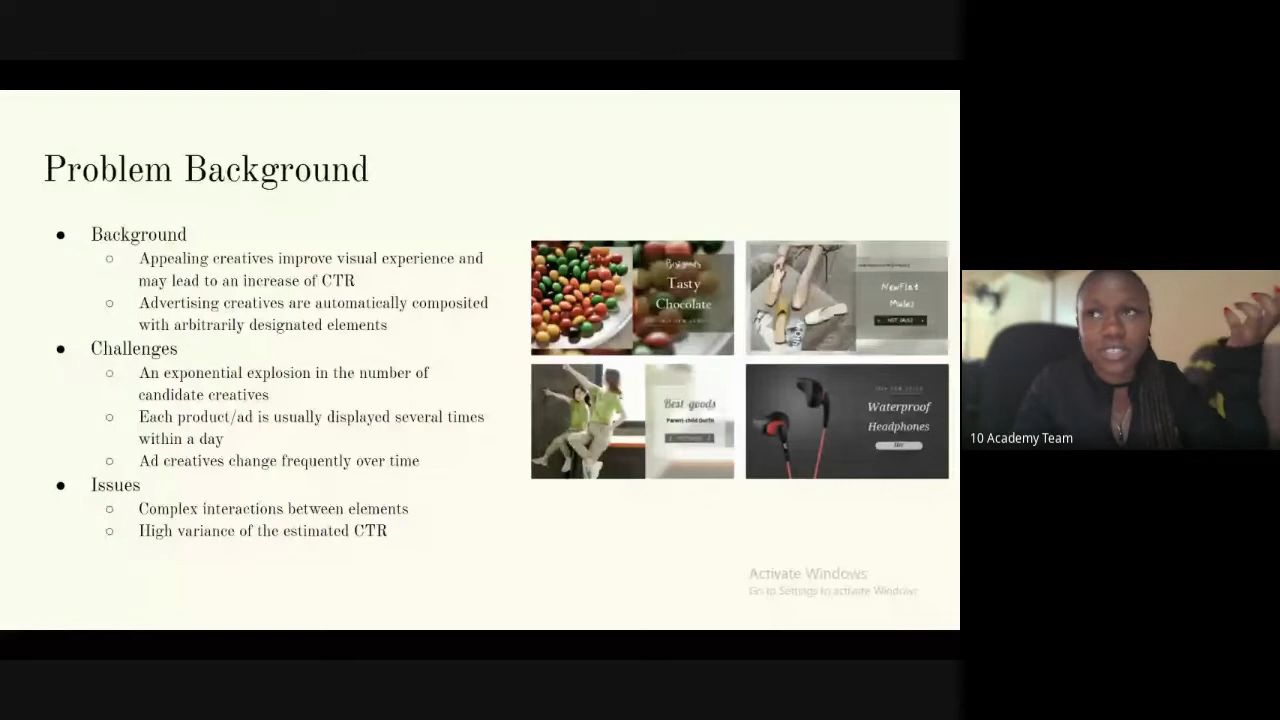 Problem Background
● Background
○ Appealing creatives improve visual experience and
may lead to an increase of CTR
○ Advertising creatives are automatically composited
with arbitrarily designated elements
● Challenges
○ An exponential explosion in the number of
candidate creatives
○ Each product/ad is usually displayed several times
within a day
○ Ad creatives change frequently over time
● Issues
○ Complex interactions between elements
○ High variance of the estimated CTR
Best goods
Tasty
Chocolate
NewFlat
Mules
HOT SALE
Best goods
Parent-child Outfit
Waterproof
Headphones
Activate Windows
Go to Settings to activate Windows.
10 Academy Team